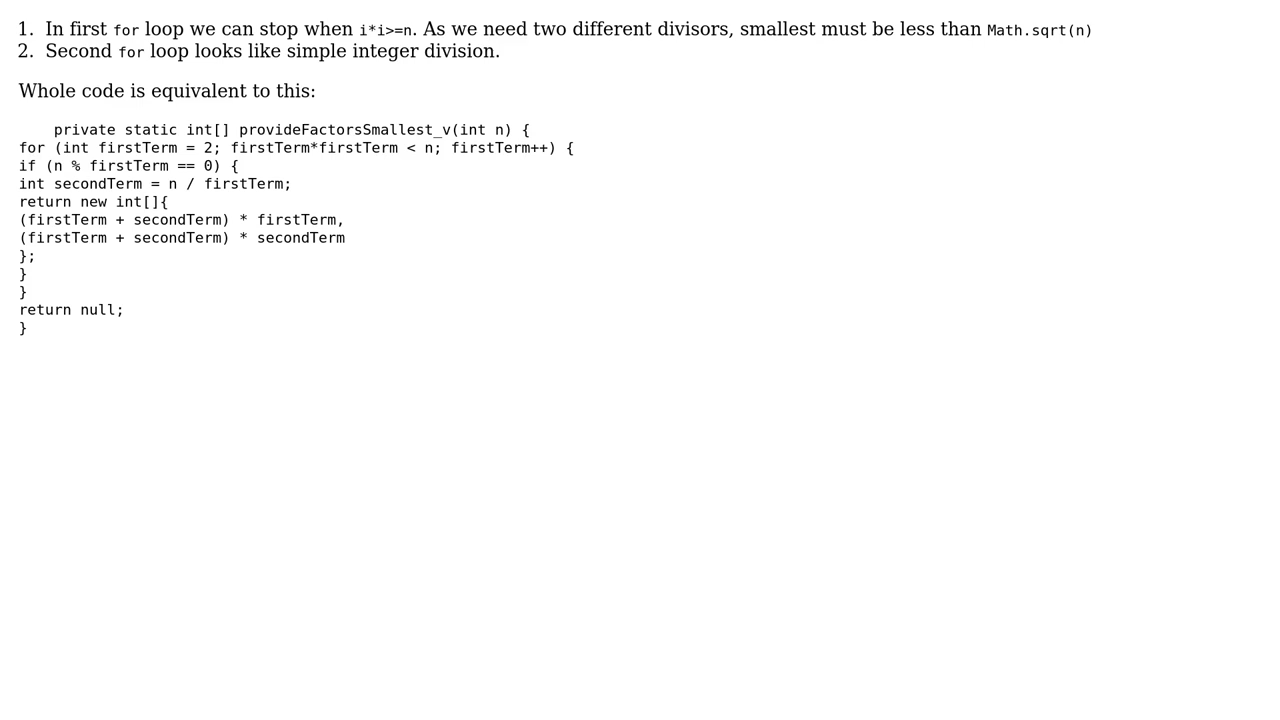 1. In first for loop we can stop when i*i>=n. As we need two different divisors, smallest must be less than Math.sqrt(n)
2. Second for loop looks like simple integer division.
Whole code is equivalent to this:
    private static int[] provideFactorsSmallest_v(int n) {
for (int firstTerm = 2; firstTerm*firstTerm < n; firstTerm++) {
if (n % firstTerm == 0) {
int secondTerm = n / firstTerm;
return new int[]{
(firstTerm + secondTerm) * firstTerm,
(firstTerm + secondTerm) * secondTerm
};
}
}
return null;
}